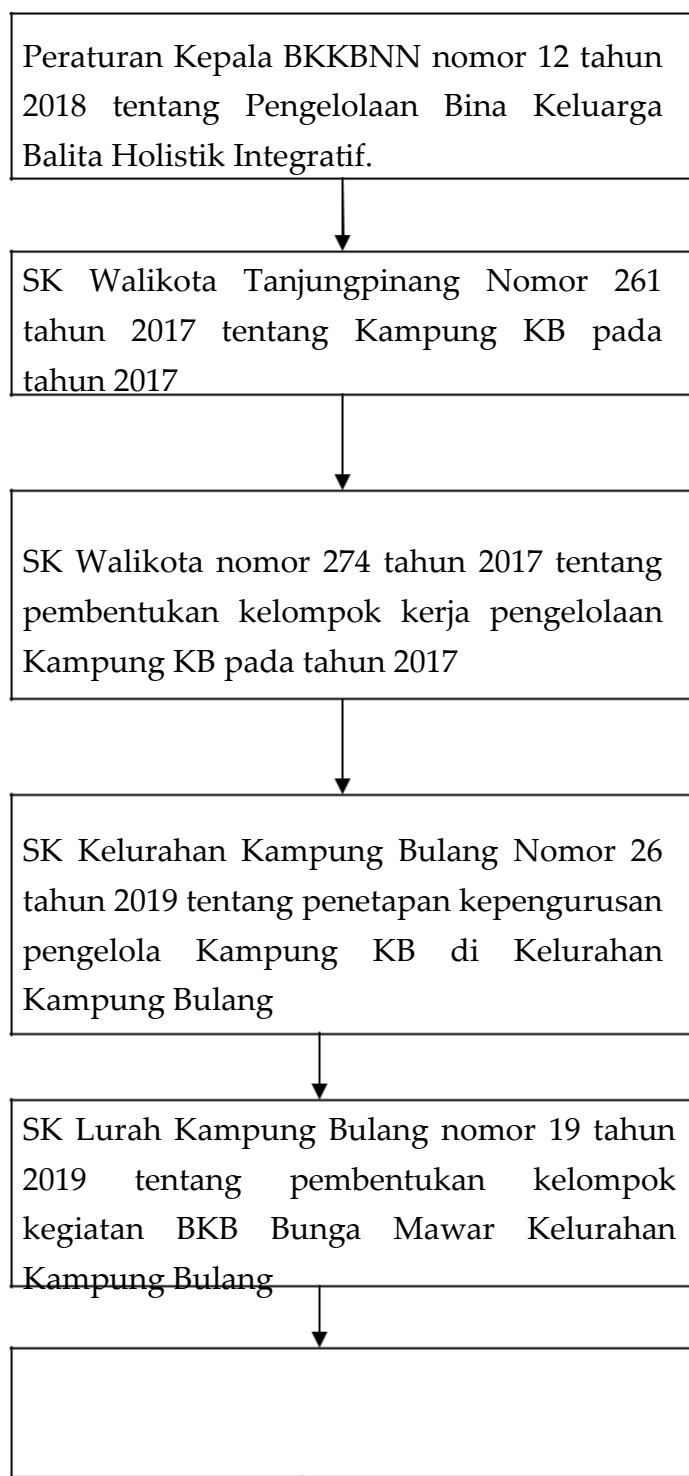 Peraturan Kepala BKKBNN nomor 12 tahun
2018 tentang Pengelolaan Bina Keluarga
Balita Holistik Integratif.
SK Walikota Tanjungpinang Nomor 261
tahun 2017 tentang Kampung KB pada
tahun 2017
SK Walikota nomor 274 tahun 2017 tentang
pembentukan kelompok kerja pengelolaan
Kampung KB pada tahun 2017
SK Kelurahan Kampung Bulang Nomor 26
tahun 2019 tentang penetapan kepengurusan
pengelola Kampung KB di Kelurahan
Kampung Bulang
SK Lurah Kampung Bulang nomor 19 tahun
2019 tentang pembentukan kelompok
kegiatan BKB Bunga Mawar Kelurahan
Kampung Bulang